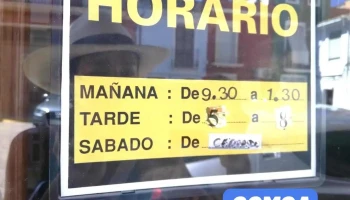 HORARIO
MAÑANA : De 9.30 a 1.30
TARDE : De 5 a 8
SABADO : De CERRADO